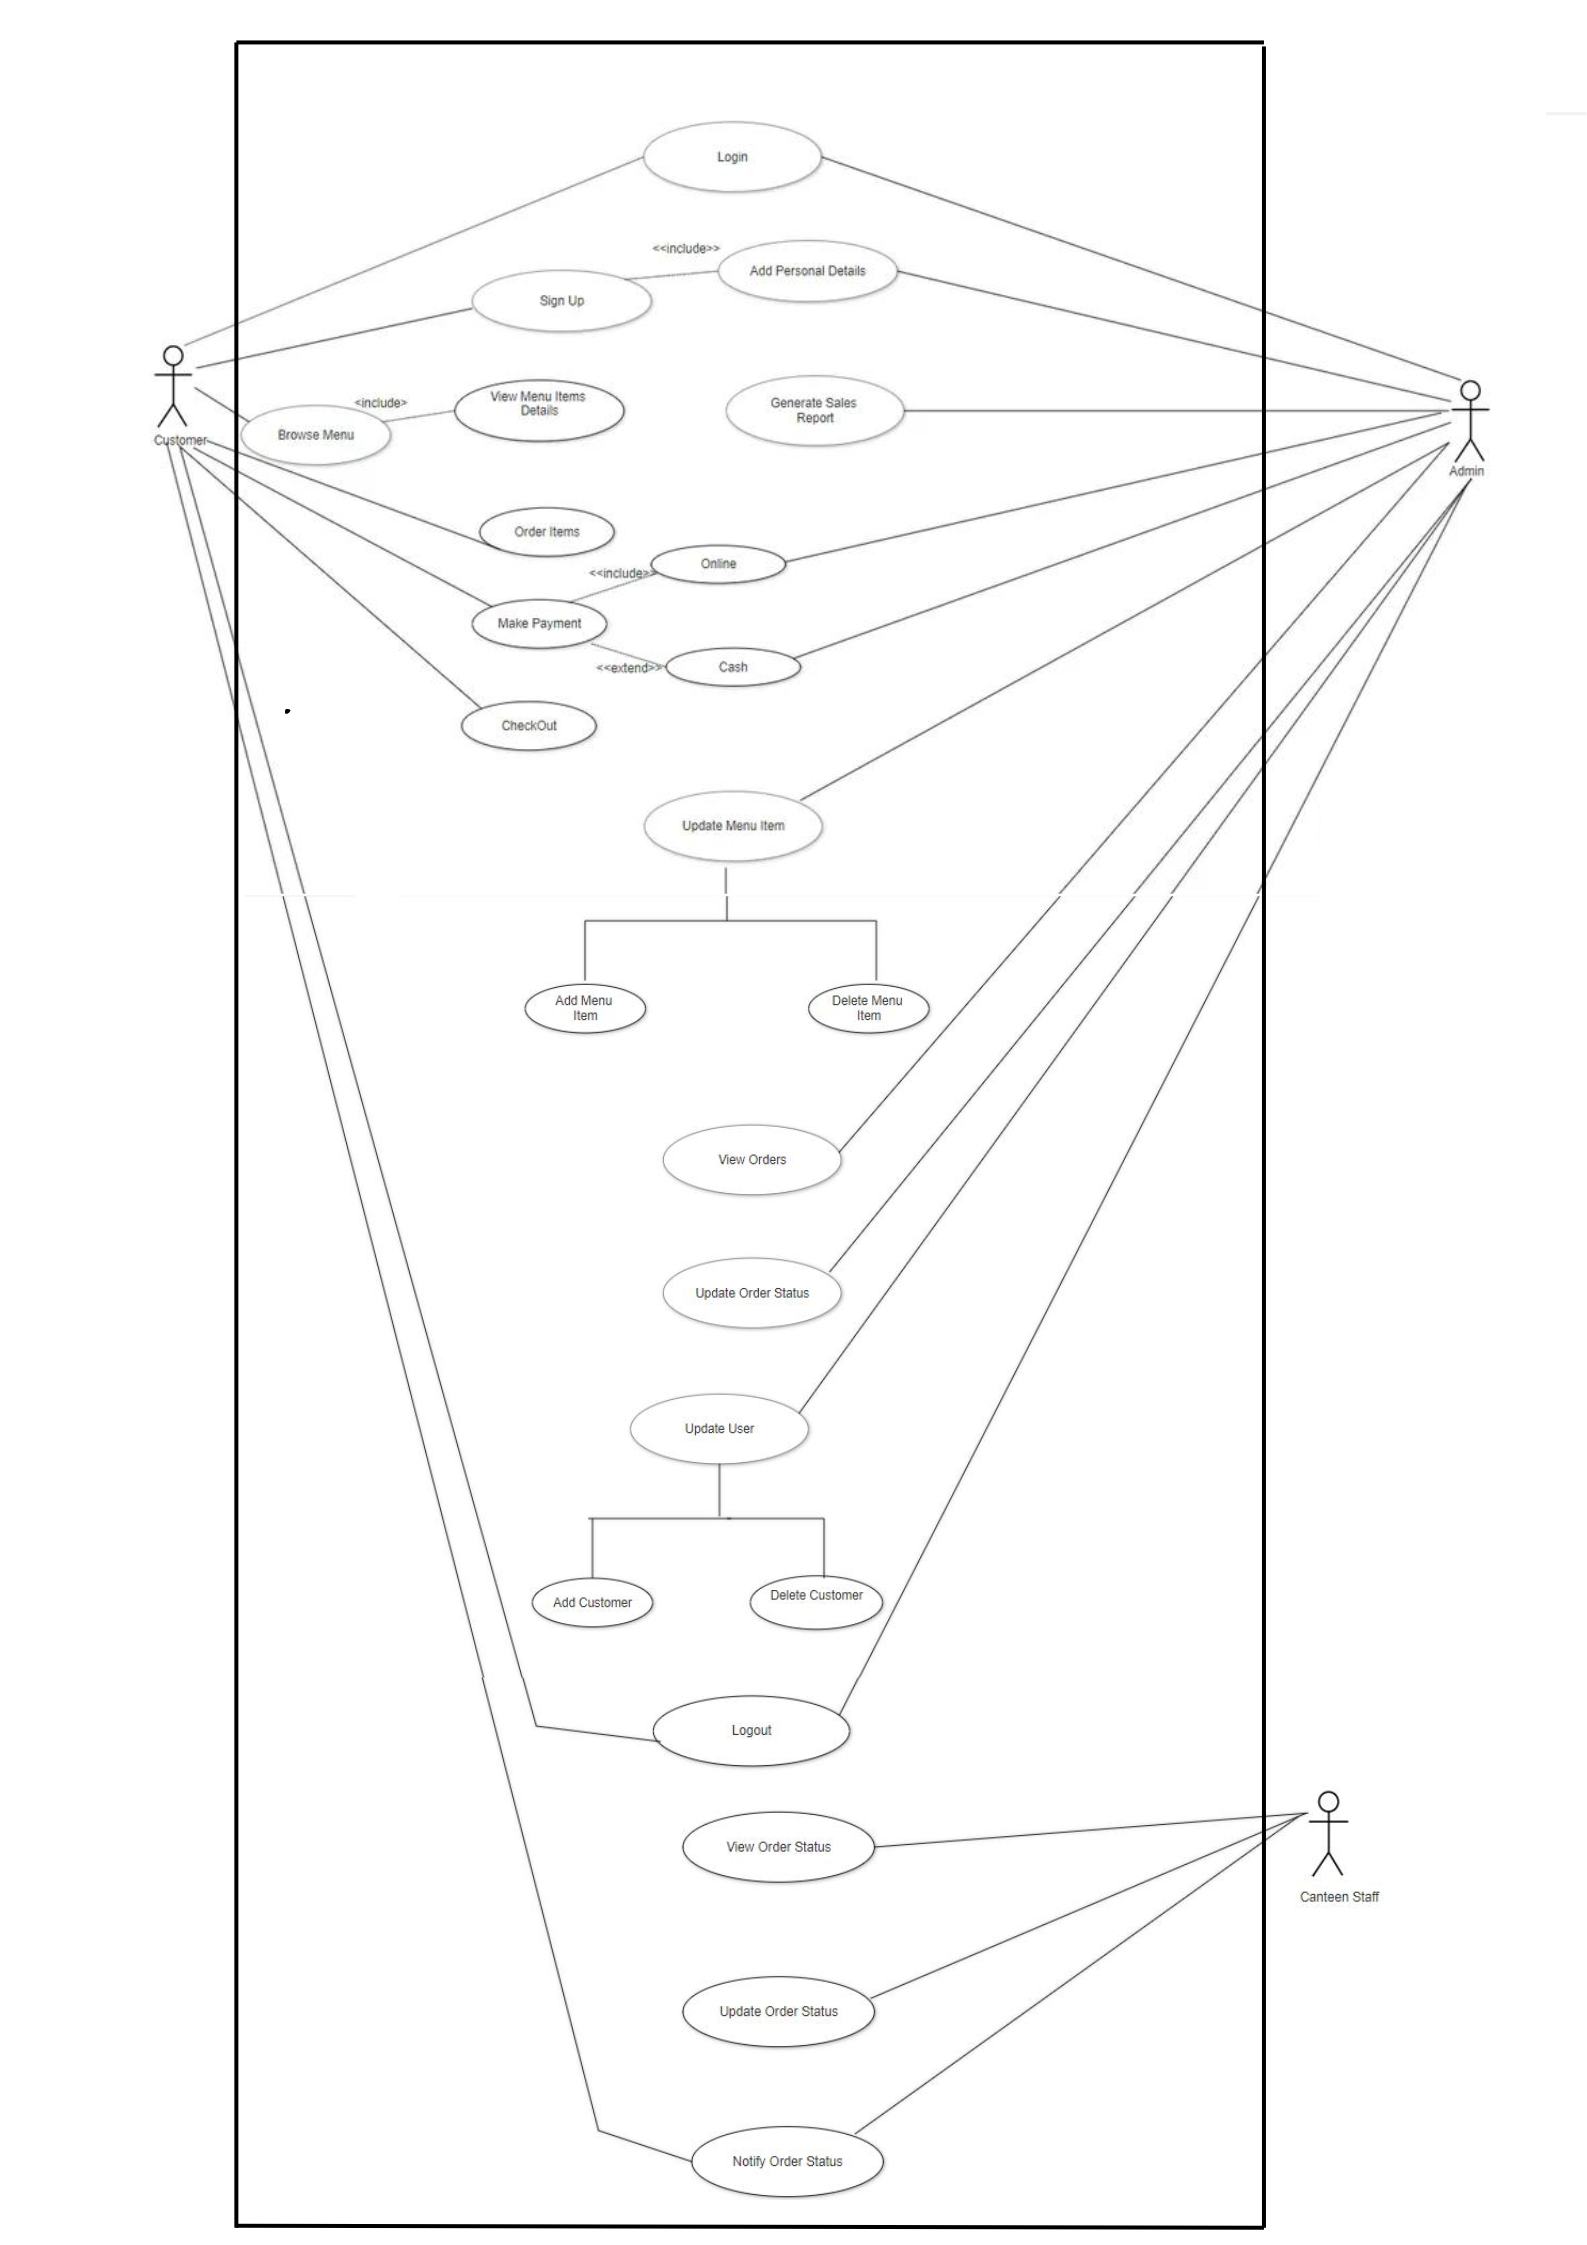 Login
<<include>>
Add Personal Details
Sign Up
Customer
<include>
View Menu Items
Details
Browse Menu
Generate Sales
Report
Admin
Order Items
<<include>>
Online
Make Payment
<<extend>>
Cash
CheckOut
Update Menu Item
Add Menu
Item
Delete Menu
Item
View Orders
Update Order Status
Update User
Add Customer
Delete Customer
Logout
View Order Status
Canteen Staff
Update Order Status
Notify Order Status